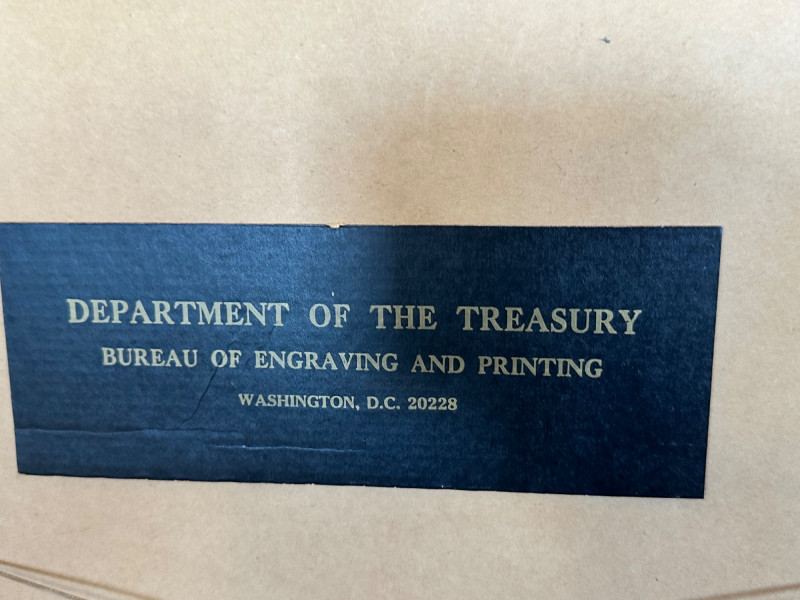 DEPARTMENT OF THE TREASURY
BUREAU OF ENGRAVING AND PRINTING
WASHINGTON, D.C. 20228